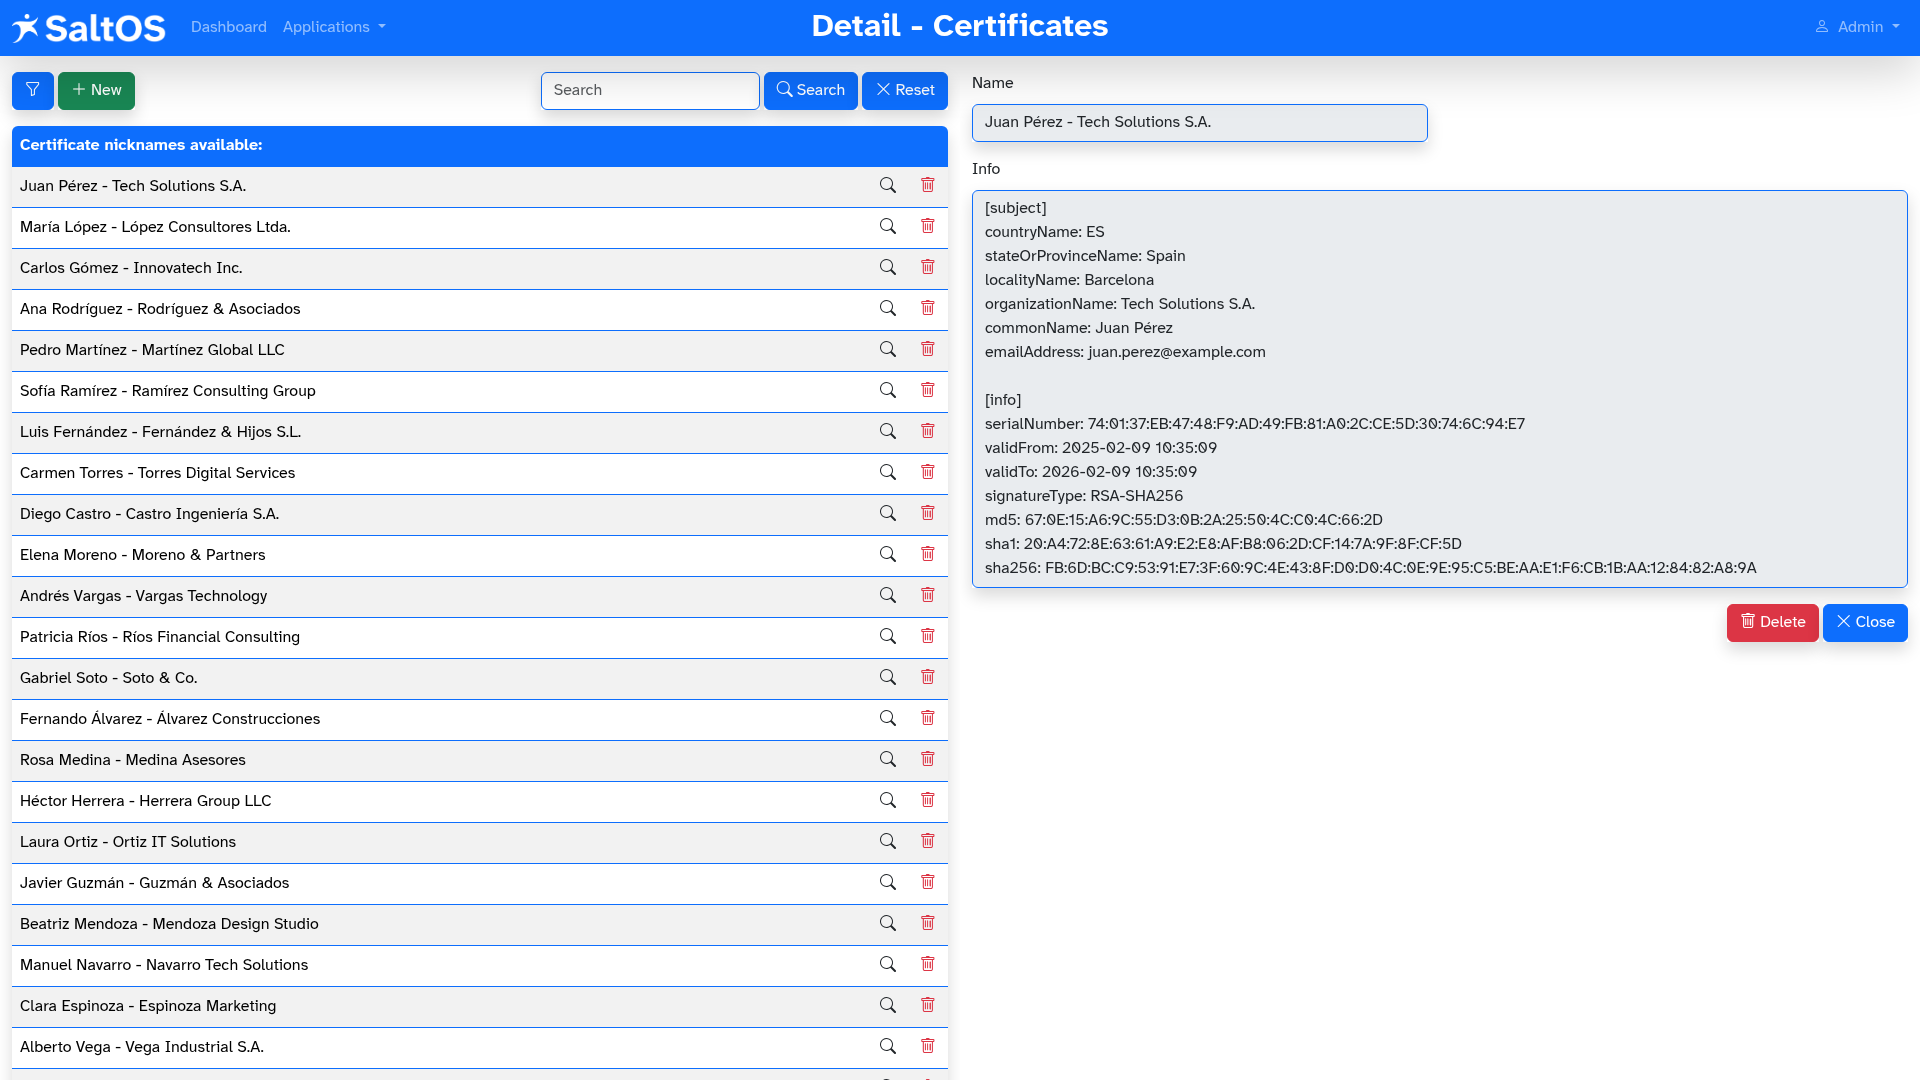 SaltOS
Dashboard
Applications
Detail - Certificates
Admin
New
Search
Search
Reset
Certificate nicknames available:
Juan Pérez - Tech Solutions S.A.
María López - López Consultores Ltda.
Carlos Gómez - Innovatech Inc.
Ana Rodríguez - Rodríguez & Asociados
Pedro Martínez - Martínez Global LLC
Sofía Ramírez - Ramírez Consulting Group
Luis Fernández - Fernández & Hijos S.L.
Carmen Torres - Torres Digital Services
Diego Castro - Castro Ingeniería S.A.
Elena Moreno - Moreno & Partners
Andrés Vargas - Vargas Technology
Patricia Ríos - Ríos Financial Consulting
Gabriel Soto - Soto & Co.
Fernando Álvarez - Álvarez Construcciones
Rosa Medina - Medina Asesores
Héctor Herrera - Herrera Group LLC
Laura Ortiz - Ortiz IT Solutions
Javier Guzmán - Guzmán & Asociados
Beatriz Mendoza - Mendoza Design Studio
Manuel Navarro - Navarro Tech Solutions
Clara Espinoza - Espinoza Marketing
Alberto Vega - Vega Industrial S.A.
Name
Juan Pérez - Tech Solutions S.A.
Info
[subject]
countryName: ES
stateOrProvinceName: Spain
localityName: Barcelona
organizationName: Tech Solutions S.A.
commonName: Juan Pérez
emailAddress: juan.perez@example.com
[info]
serialNumber: 74:01:37:EB:47:48:F9:AD:49:FB:81:A0:2C:CE:5D:30:74:6C:94:E7
validFrom: 2025-02-09 10:35:09
validTo: 2026-02-09 10:35:09
signatureType: RSA-SHA256
md5: 67:0E:15:A6:9C:55:D3:0B:2A:25:50:4C:C0:4C:66:2D
sha1: 20:A4:72:8E:63:61:A9:E2:E8:AF:B8:06:2D:CF:14:7A:9F:8F:CF:5D
sha256: FB:6D:BC:C9:53:91:E7:3F:60:9C:4E:43:8F:D0:D0:4C:0E:9E:95:C5:BE:AA:E1:F6:CB:1B:AA:12:84:82:A8:9A
Delete
Close